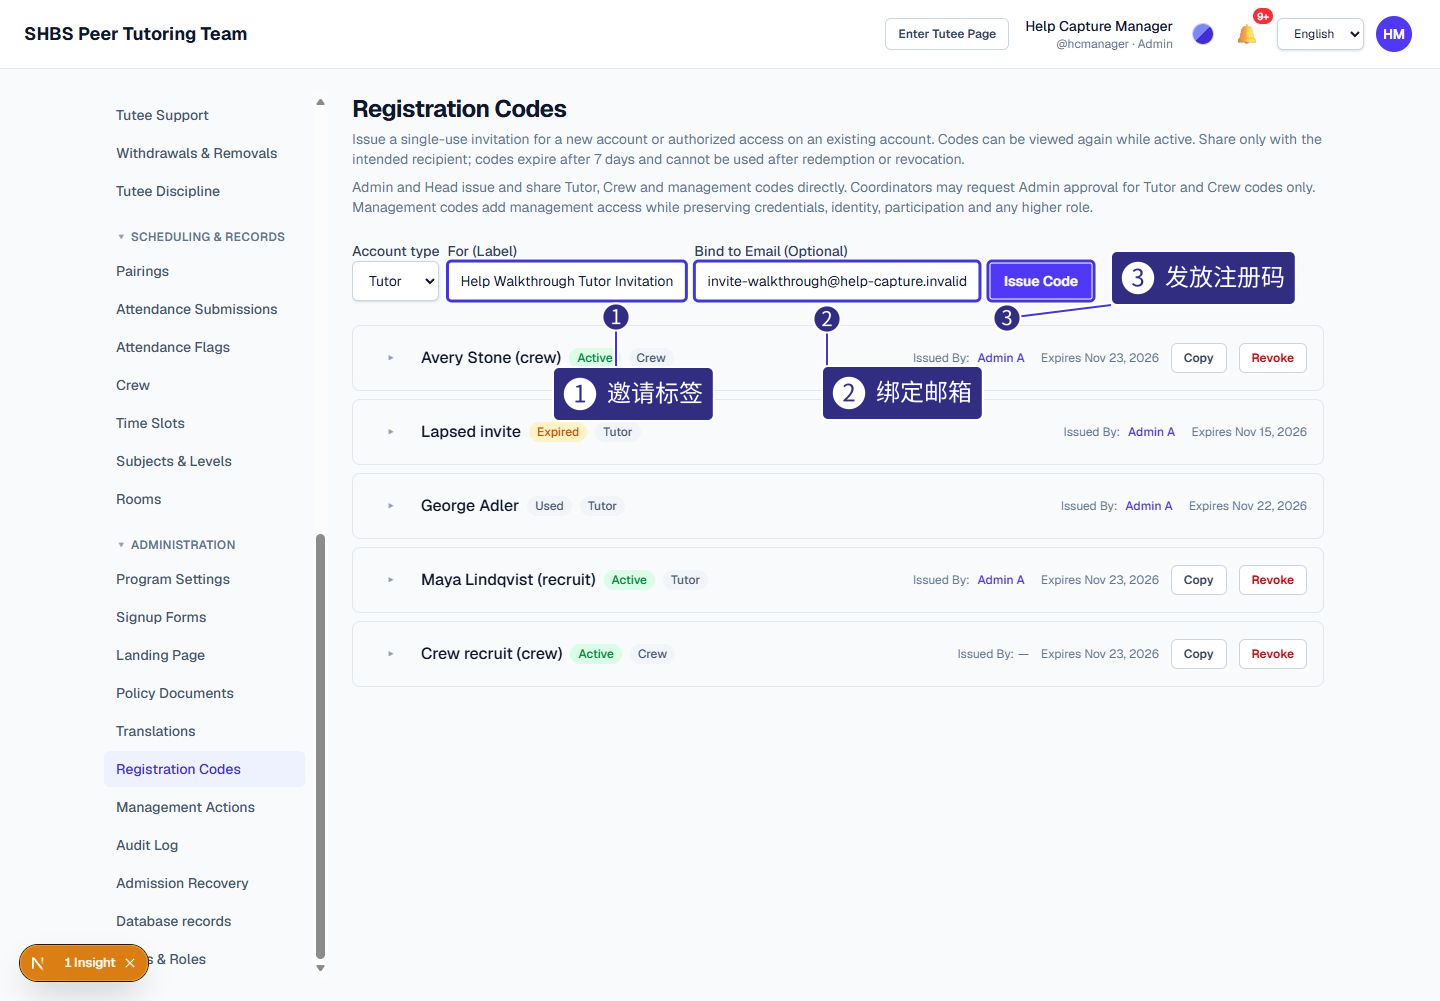 SHBS Peer Tutoring Team
Enter Tutee Page
Help Capture Manager
@hcmanager · Admin
9+
English
HM
Tutee Support
Withdrawals & Removals
Tutee Discipline
SCHEDULING & RECORDS
Pairings
Attendance Submissions
Attendance Flags
Crew
Time Slots
Subjects & Levels
Rooms
ADMINISTRATION
Program Settings
Signup Forms
Landing Page
Policy Documents
Translations
Registration Codes
Management Actions
Audit Log
Admission Recovery
Database records
s & Roles
1 Insight
Registration Codes
Issue a single-use invitation for a new account or authorized access on an existing account. Codes can be viewed again while active. Share only with the
intended recipient; codes expire after 7 days and cannot be used after redemption or revocation.
Admin and Head issue and share Tutor, Crew and management codes directly. Coordinators may request Admin approval for Tutor and Crew codes only.
Management codes add management access while preserving credentials, identity, participation and any higher role.
Account type For (Label) Bind to Email (Optional)
Tutor Help Walkthrough Tutor Invitation invite-walkthrough@help-capture.invalid Issue Code
3 发放注册码
1 2 3
Avery Stone (crew) Active Crew Issued By: Admin A Expires Nov 23, 2026 Copy Revoke
1 邀请标签 2 绑定邮箱
Lapsed invite Expired Tutor Issued By: Admin A Expires Nov 15, 2026
George Adler Used Tutor Issued By: Admin A Expires Nov 22, 2026
Maya Lindqvist (recruit) Active Tutor Issued By: Admin A Expires Nov 23, 2026 Copy Revoke
Crew recruit (crew) Active Crew Issued By: — Expires Nov 23, 2026 Copy Revoke